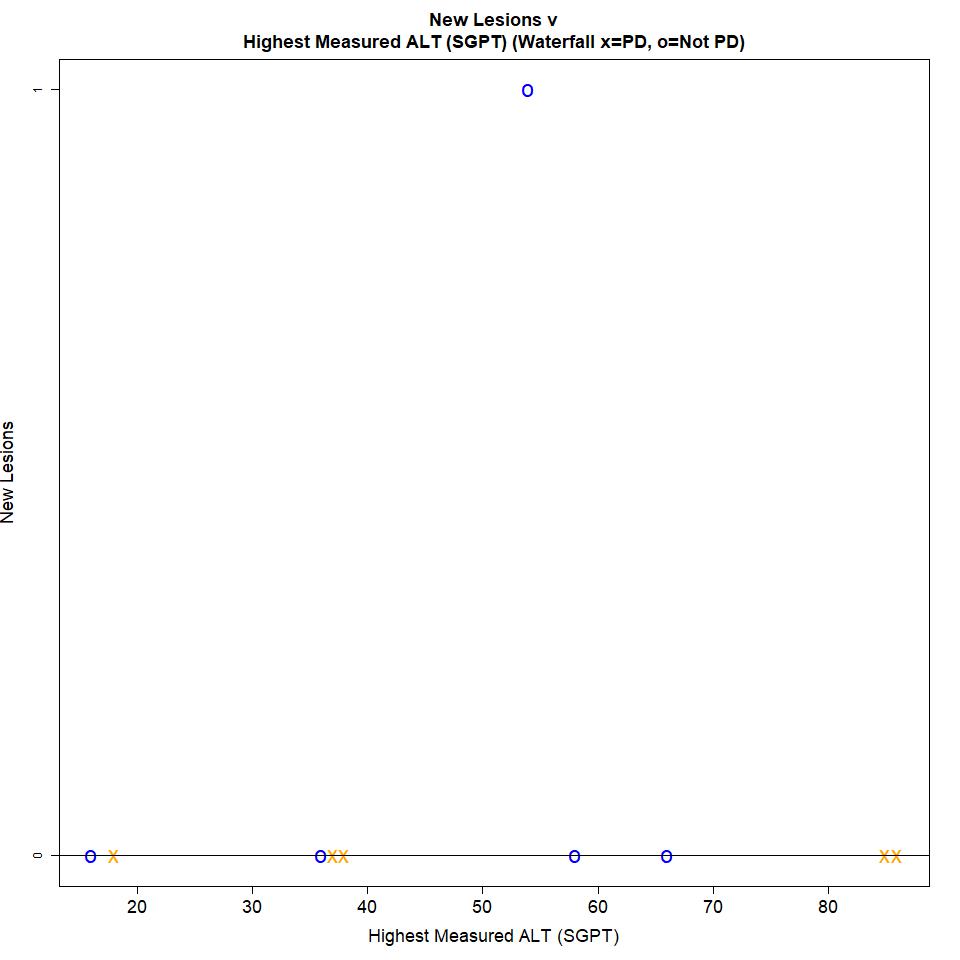 New Lesions v
Highest Measured ALT (SGPT) (Waterfall x=PD, o=Not PD)
New Lesions
1
0
o
o x o x x o o x x
20 30 40 50 60 70 80
Highest Measured ALT (SGPT)